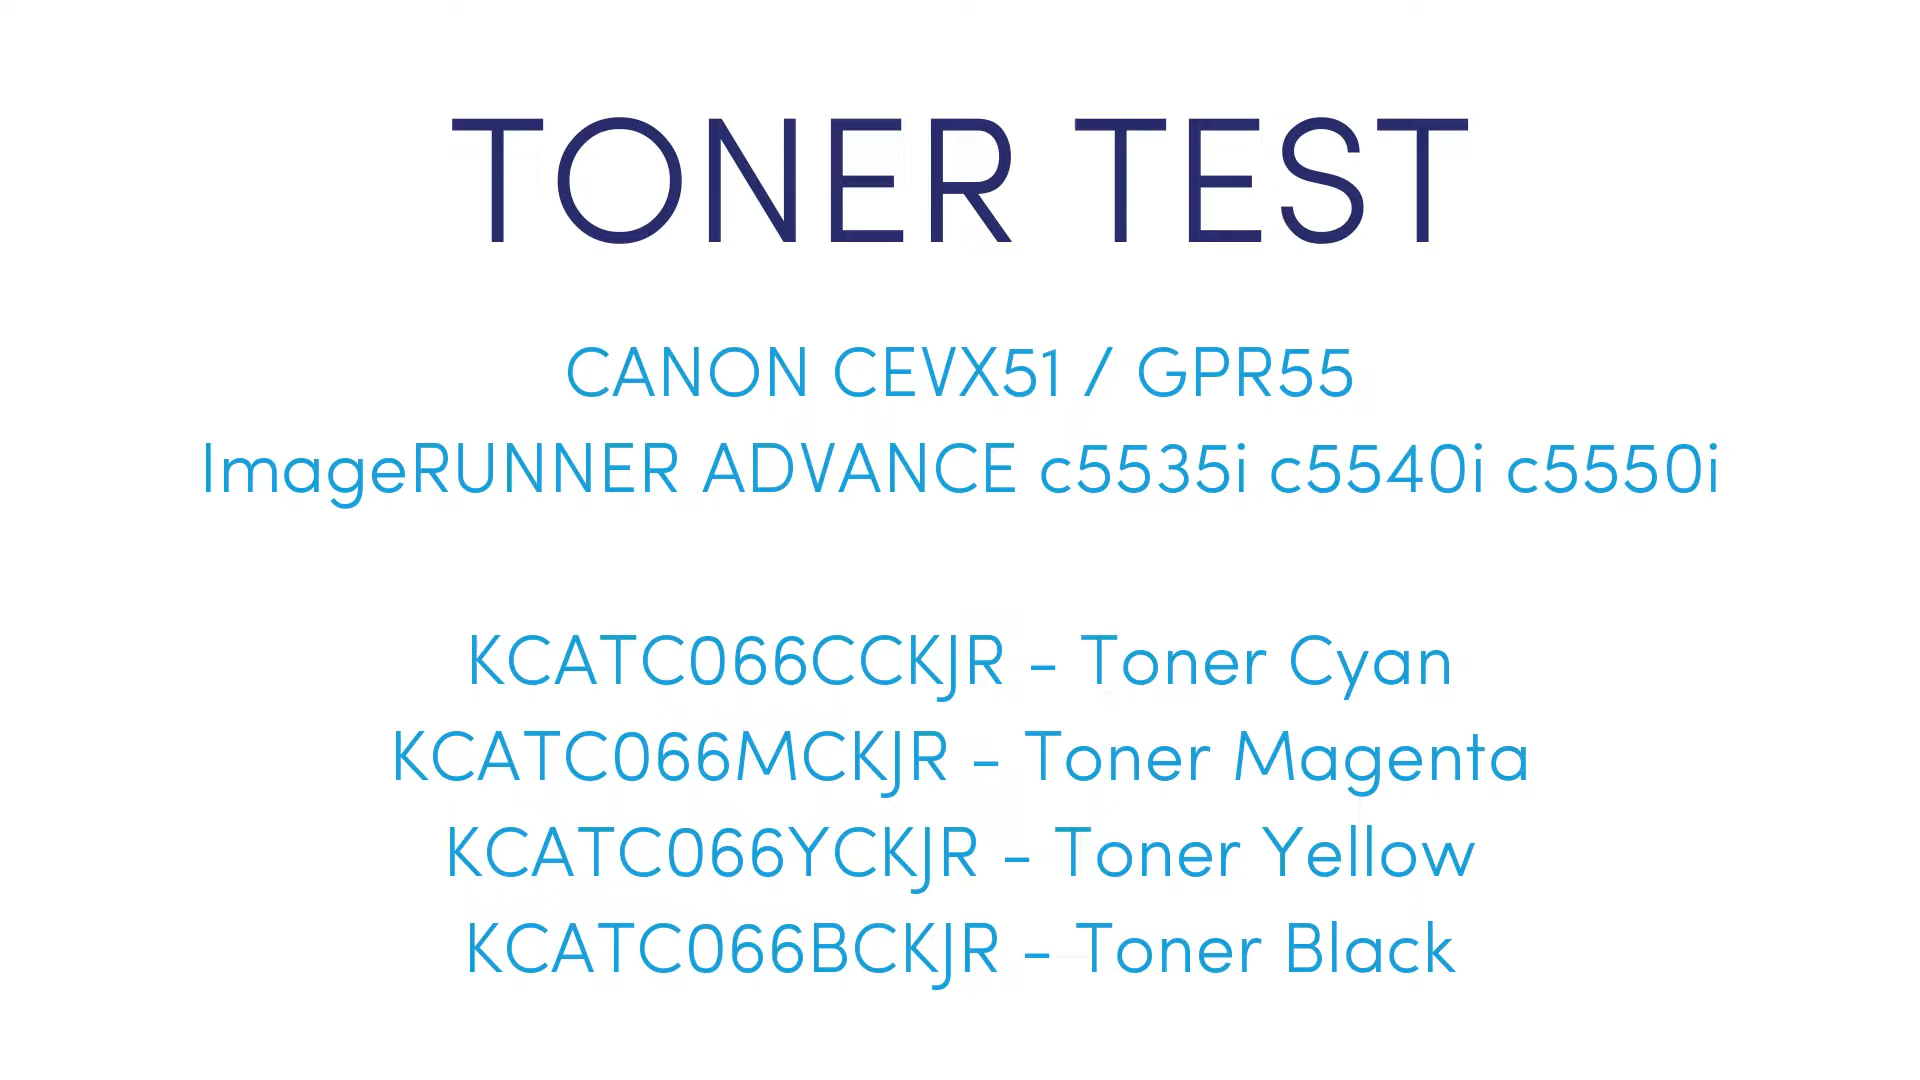 TONER TEST
CANON CEVX51 / GPR55
ImageRUNNER ADVANCE c5535i c5540i c5550i
KCATC066CCKJR - Toner Cyan
KCATC066MCKJR - Toner Magenta
KCATC066YCKJR - Toner Yellow
KCATC066BCKJR - Toner Black